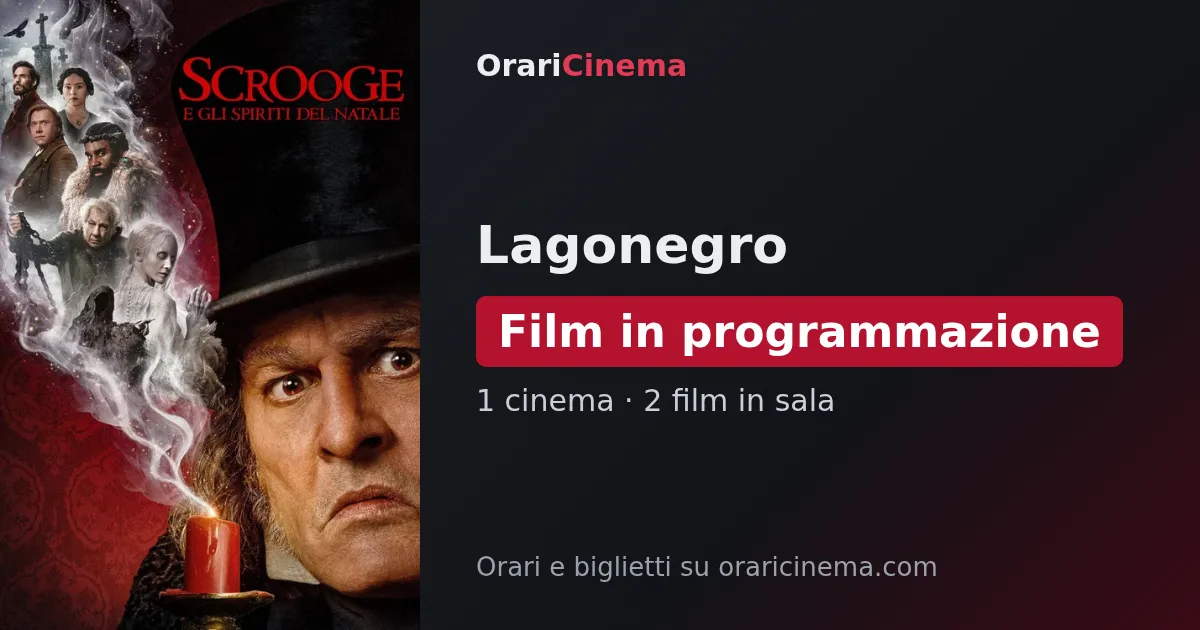 SCROOGE
E GLI SPIRITI DEL NATALE
OrariCinema
Lagonegro
Film in programmazione
1 cinema · 2 film in sala
Orari e biglietti su oraricinema.com